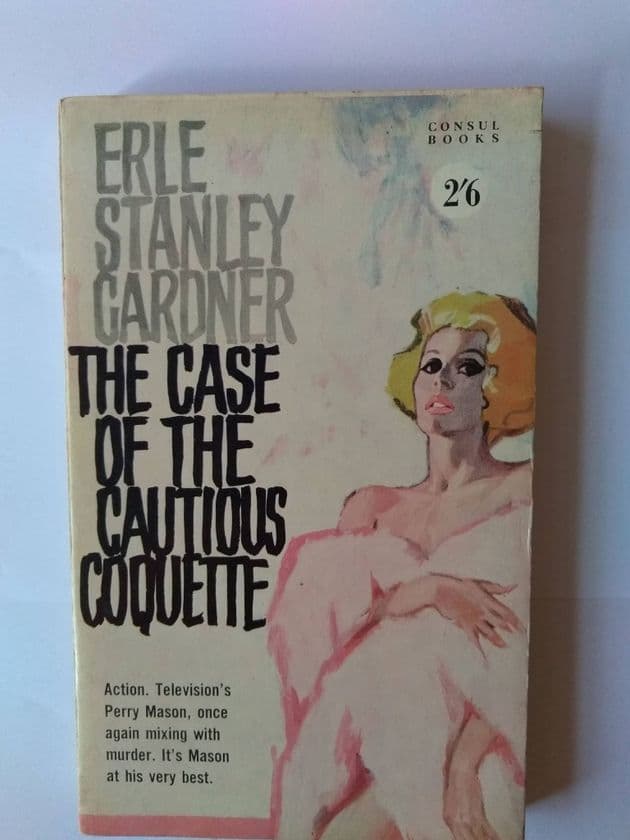 ERLE
STANLEY
GARDNER
CONSUL
BOOKS
2'6
THE CASE
OF THE
CAUTIOUS
COQUETTE
Action. Television's
Perry Mason, once
again mixing with
murder. It's Mason
at his very best.